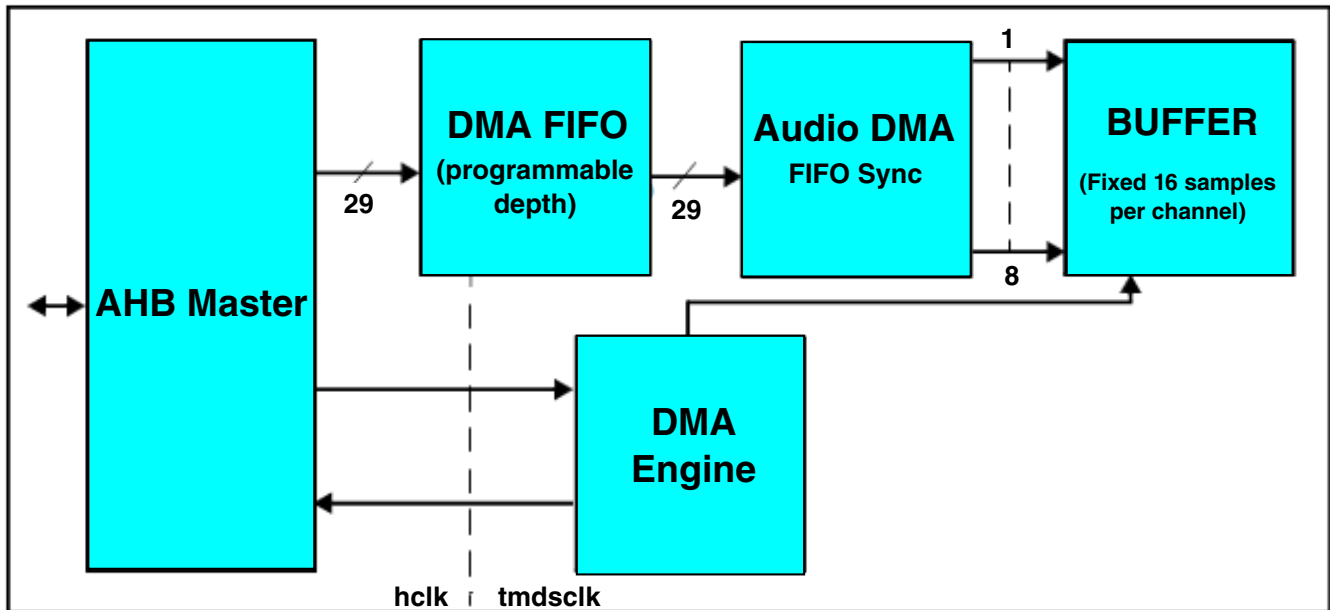 AHB Master
29
DMA FIFO
(programmable
depth)
29
Audio DMA
FIFO Sync
1
8
BUFFER
(Fixed 16 samples
per channel)
DMA
Engine
hclk
tmdsclk